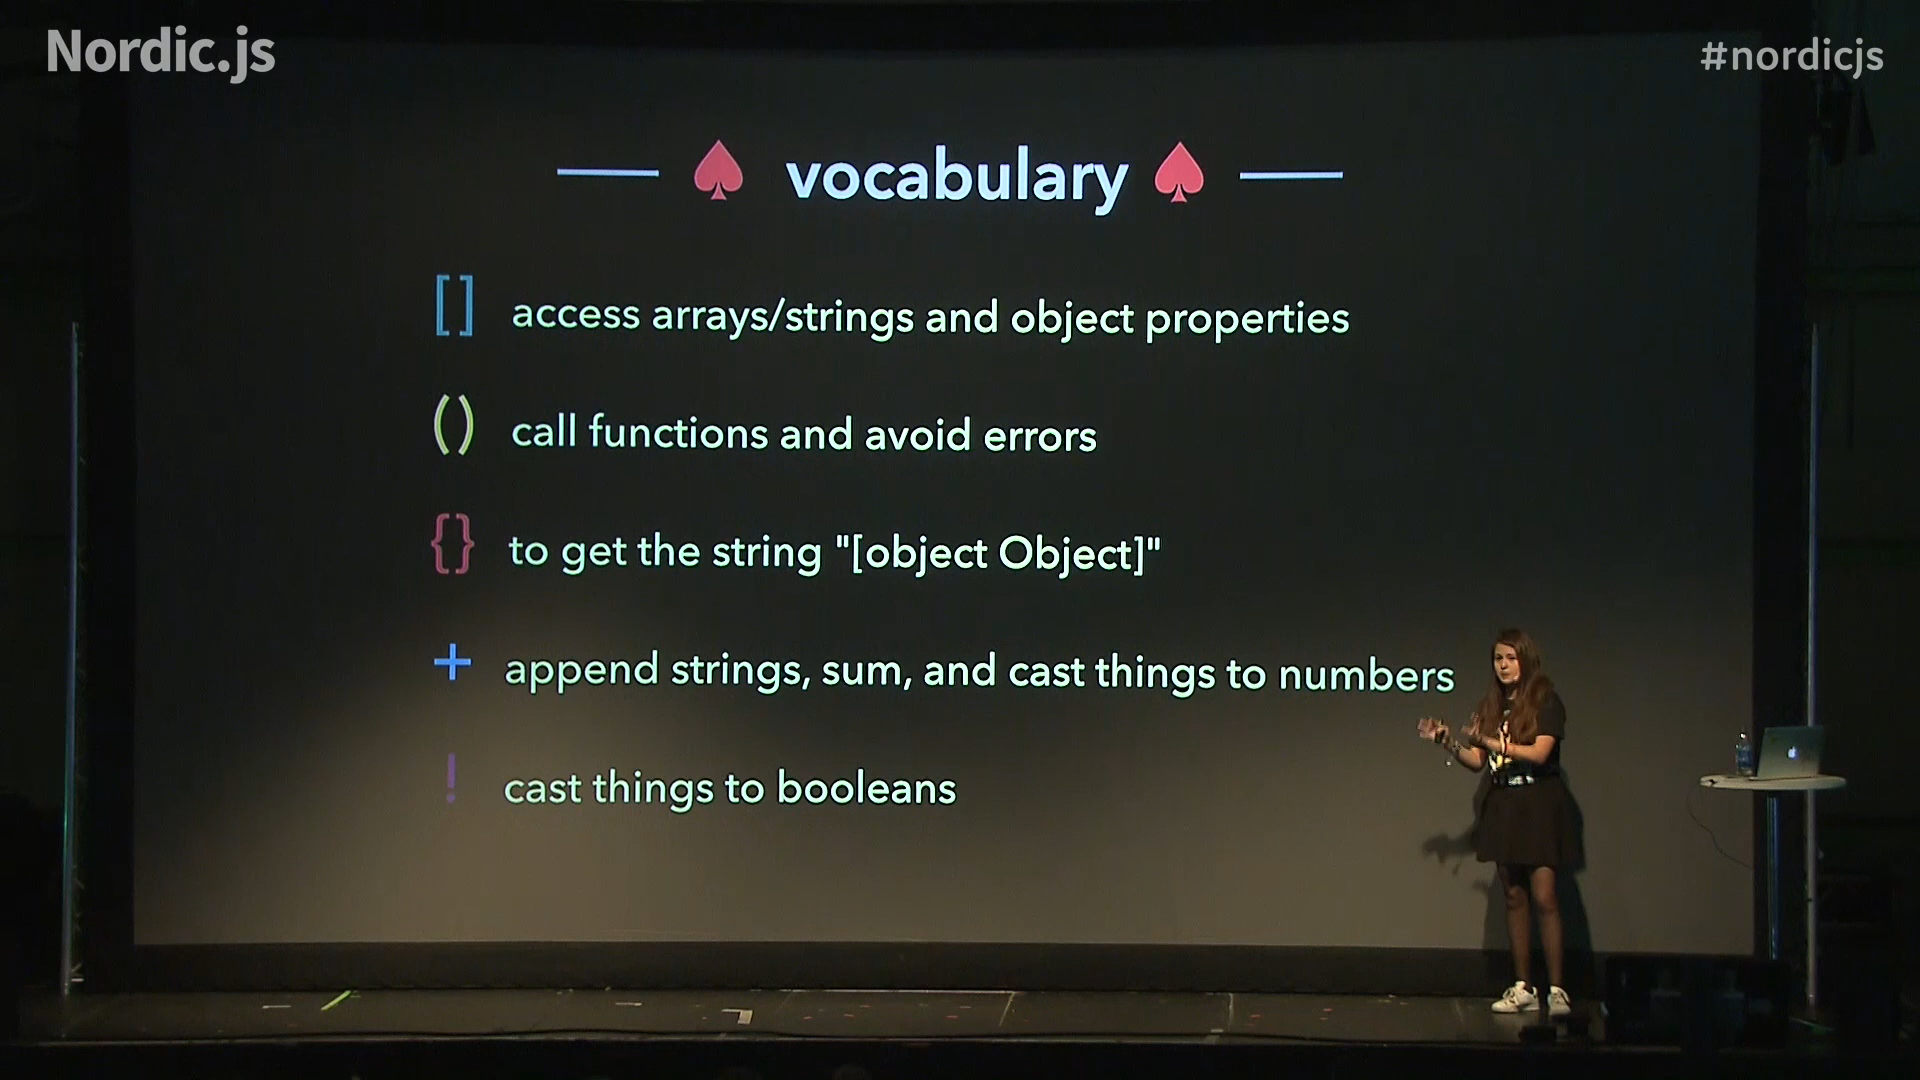 Nordic.js
#nordicjs
vocabulary
[] access arrays/strings and object properties
() call functions and avoid errors
{} to get the string "[object Object]"
+ append strings, sum, and cast things to numbers
! cast things to booleans